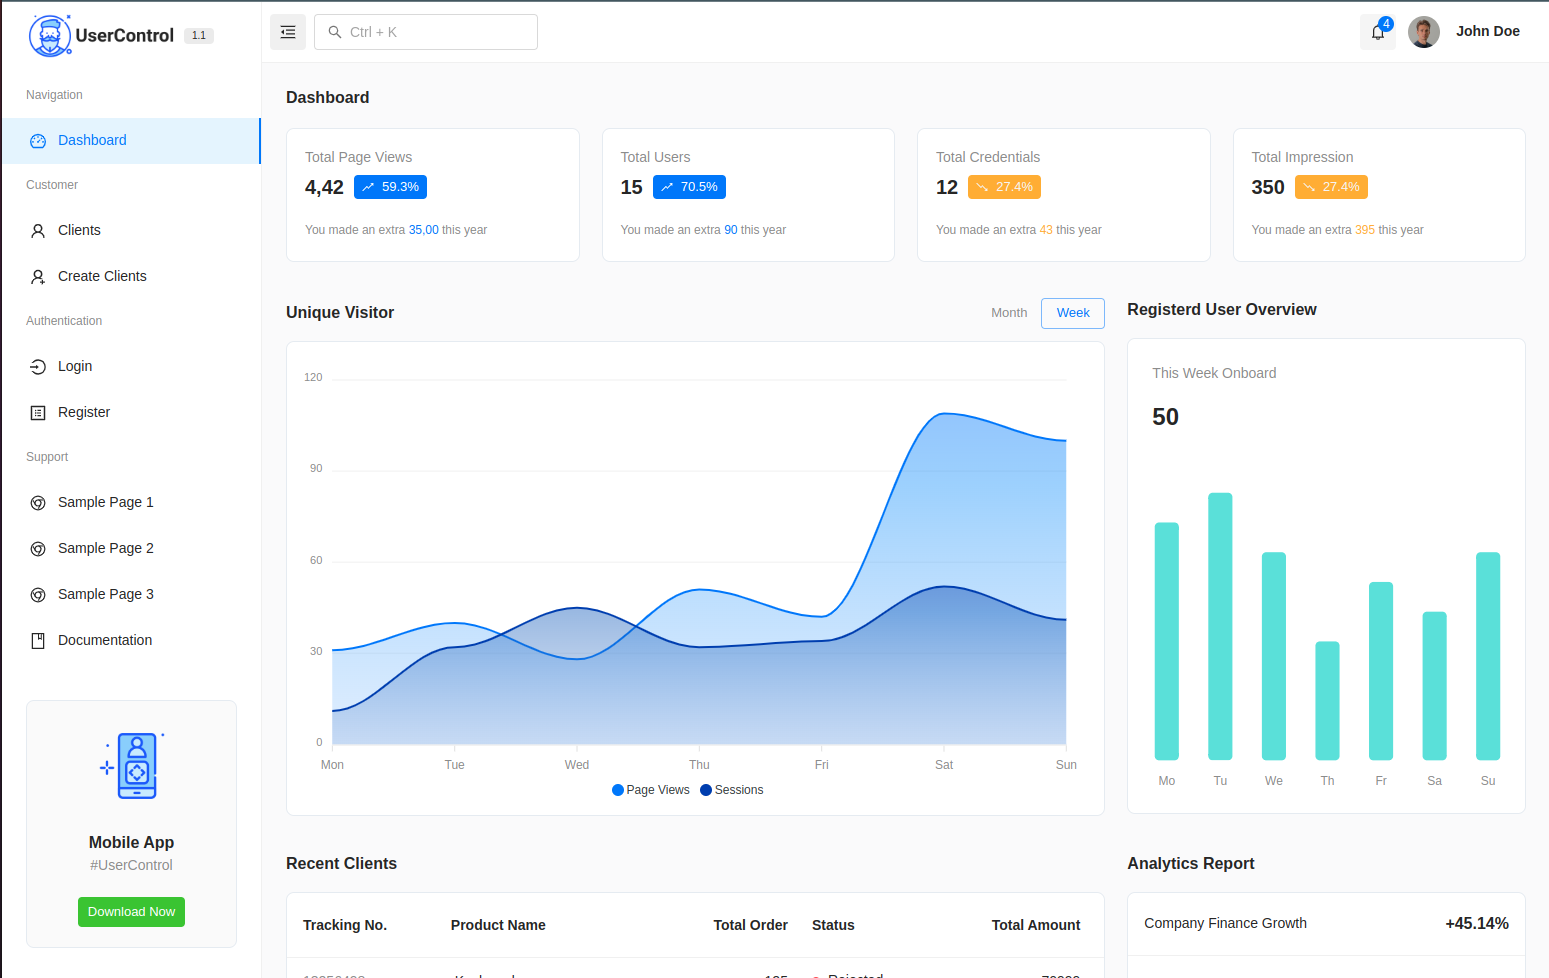 UserControl 1.1
Ctrl + K
4
John Doe
Navigation
Dashboard
Customer
Clients
Create Clients
Authentication
Login
Register
Support
Sample Page 1
Sample Page 2
Sample Page 3
Documentation
Mobile App
#UserControl
Download Now
Dashboard
Total Page Views
4,42 59.3%
You made an extra 35,00 this year
Total Users
15 70.5%
You made an extra 90 this year
Total Credentials
12 27.4%
You made an extra 43 this year
Total Impression
350 27.4%
You made an extra 395 this year
Unique Visitor
Month Week
120
90
60
30
0
Mon Tue Wed Thu Fri Sat Sun
Page Views Sessions
Registerd User Overview
This Week Onboard
50
Mo Tu We Th Fr Sa Su
Recent Clients
Tracking No. Product Name Total Order Status Total Amount
Rejected
Analytics Report
Company Finance Growth +45.14%